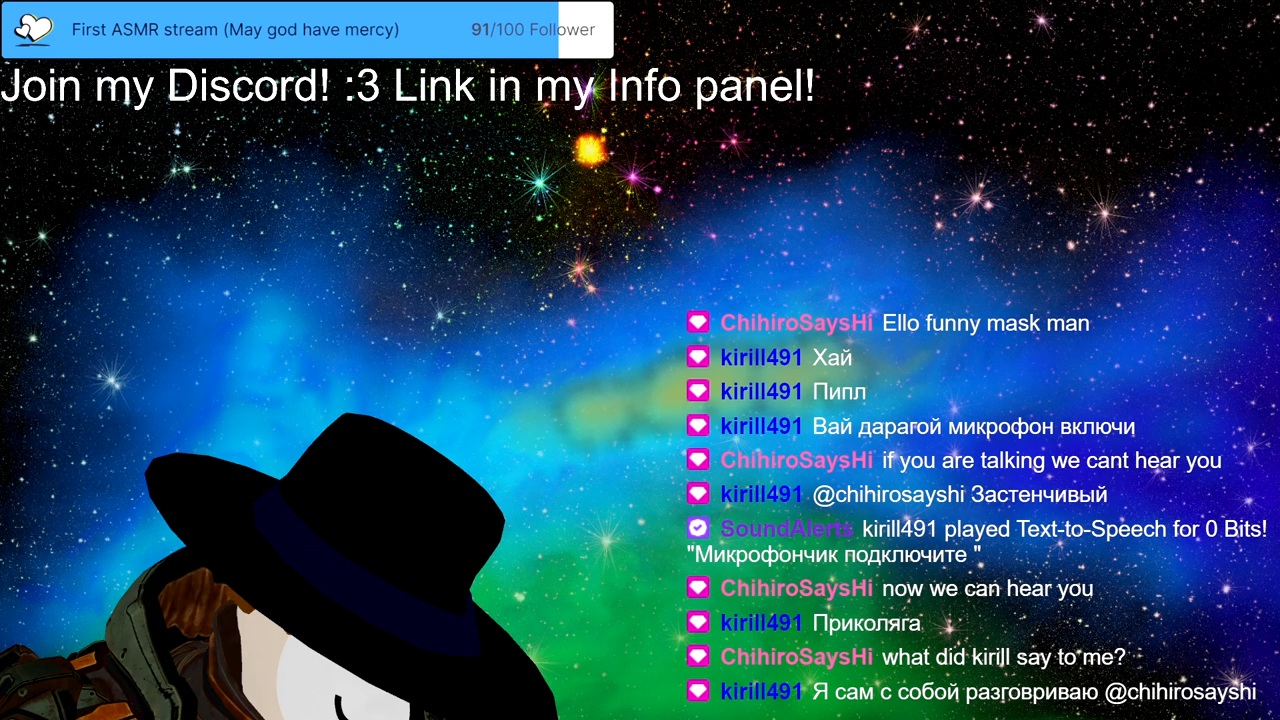 First ASMR stream (May god have mercy) 91/100 Follower
Join my Discord! :3 Link in my Info panel!
ChihiroSaysHi Ello funny mask man
kirill491 Хай
kirill491 Пипл
kirill491 Вай дарагой микрофон включи
ChihiroSaysHi if you are talking we cant hear you
kirill491 @chihirosayshi Застенчивый
SoundAlerts kirill491 played Text-to-Speech for 0 Bits!
"Микрофончик подключите "
ChihiroSaysHi now we can hear you
kirill491 Приколяга
ChihiroSaysHi what did kirill say to me?
kirill491 Я сам с собой разговриваю @chihirosayshi